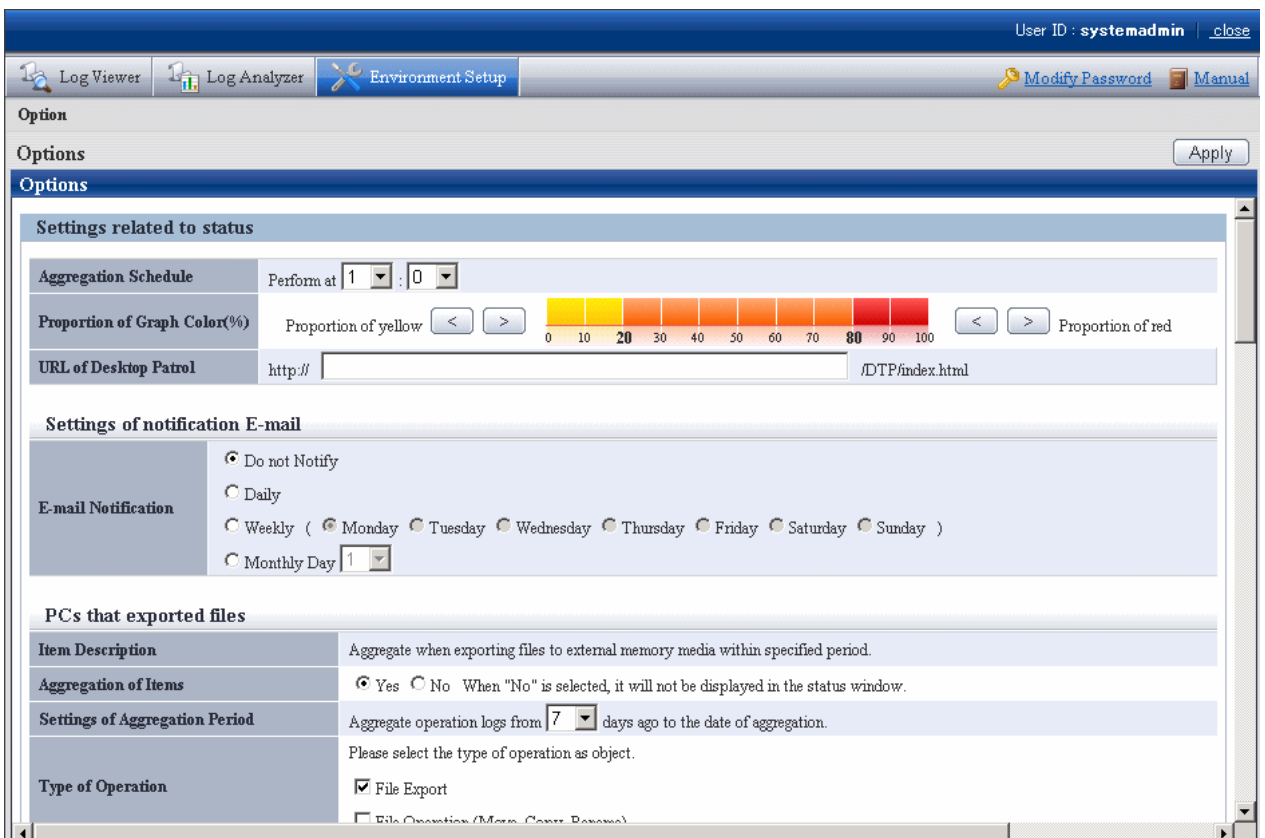 User ID : systemadmin | close
Log Viewer Log Analyzer Environment Setup Modify Password Manual
Option
Options Apply
Options
Settings related to status
Aggregation Schedule Perform at 1 : 0
Proportion of Graph Color(%) Proportion of yellow < > < > Proportion of red
0 10 20 30 40 50 60 70 80 90 100
URL of Desktop Patrol http:// /DTP/index.html
Settings of notification E-mail
E-mail Notification
Do not Notify
Daily
Weekly ( Monday Tuesday Wednesday Thursday Friday Saturday Sunday )
Monthly Day 1
PCs that exported files
Item Description Aggregate when exporting files to external memory media within specified period.
Aggregation of Items Yes No When "No" is selected, it will not be displayed in the status window.
Settings of Aggregation Period Aggregate operation logs from 7 days ago to the date of aggregation.
Type of Operation Please select the type of operation as object.
File Export
File Operation (Move, Copy, Rename)